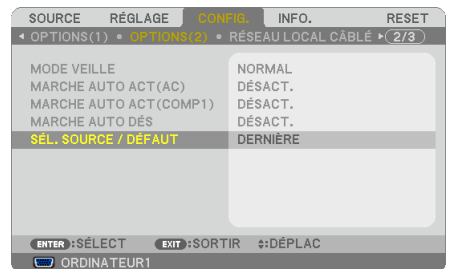 SOURCE RÉGLAGE CONFIG. INFO. RESET
OPTIONS(1) • OPTIONS(2) • RÉSEAU LOCAL CÂBLÉ 2/3
MODE VEILLE NORMAL
MARCHE AUTO ACT(AC) DÉSACT.
MARCHE AUTO ACT(COMP1) DÉSACT.
MARCHE AUTO DÉS DÉSACT.
SÉL. SOURCE / DÉFAUT DERNIÈRE
ENTER :SÉLECT EXIT :SORTIR :DÉPLAC
ORDINATEUR1